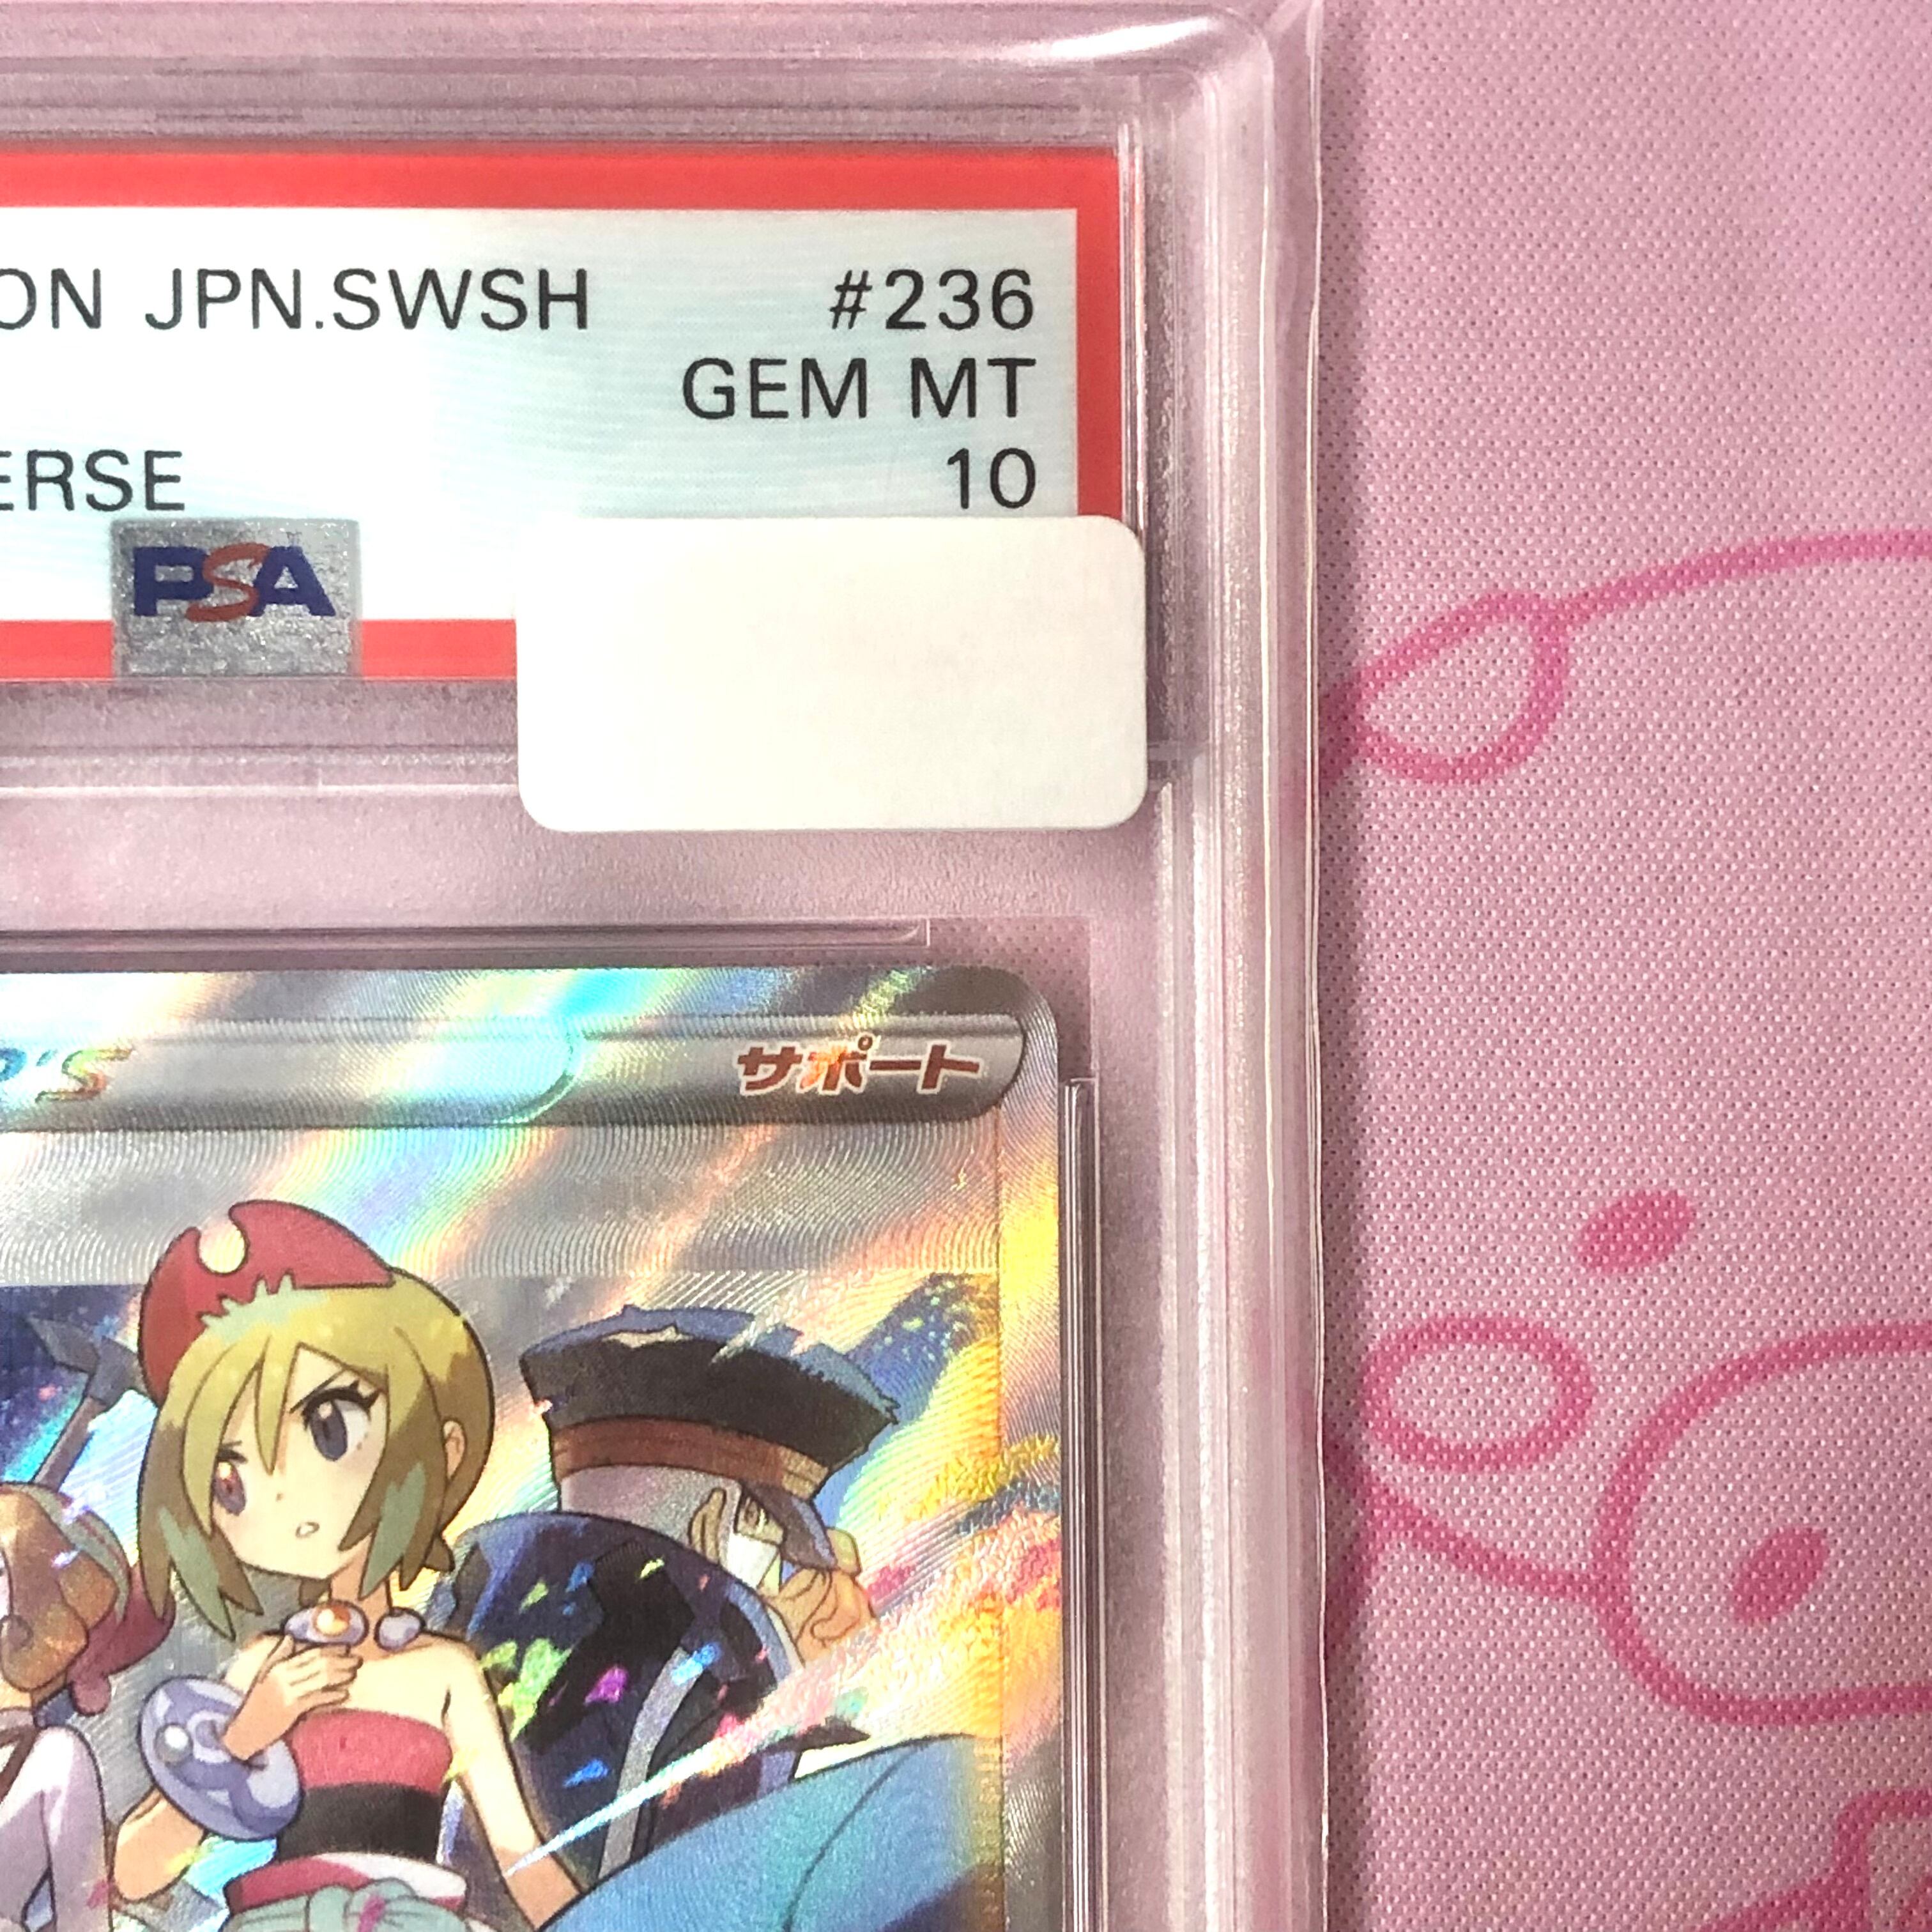 ON JPN.SWSH #236
GEM MT
ERSE 10
PSA
R'S サポート